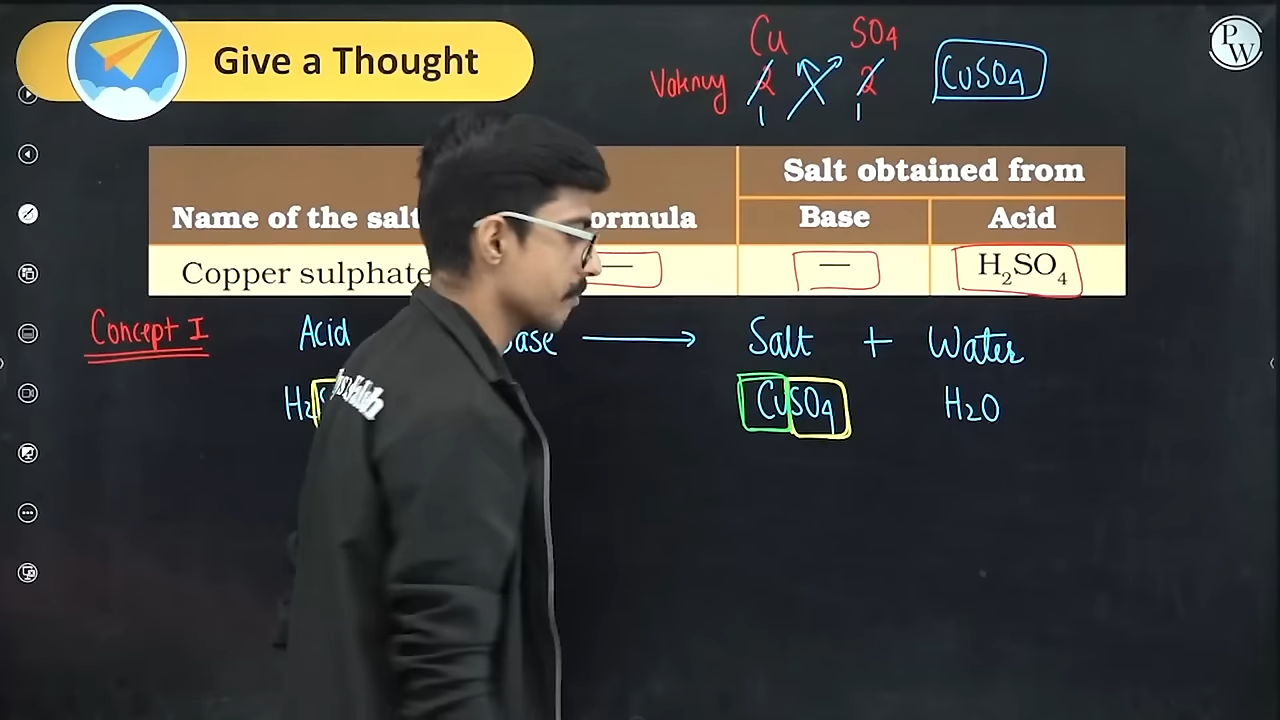 Give a Thought
Cu SO4
Valency 2 2
1 1
CuSO4
PW
Salt obtained from
Name of the salt ormula Base Acid
Copper sulphate — — H₂SO₄
Concept I Acid Base → Salt + Water
H2 CuSO4 H2O